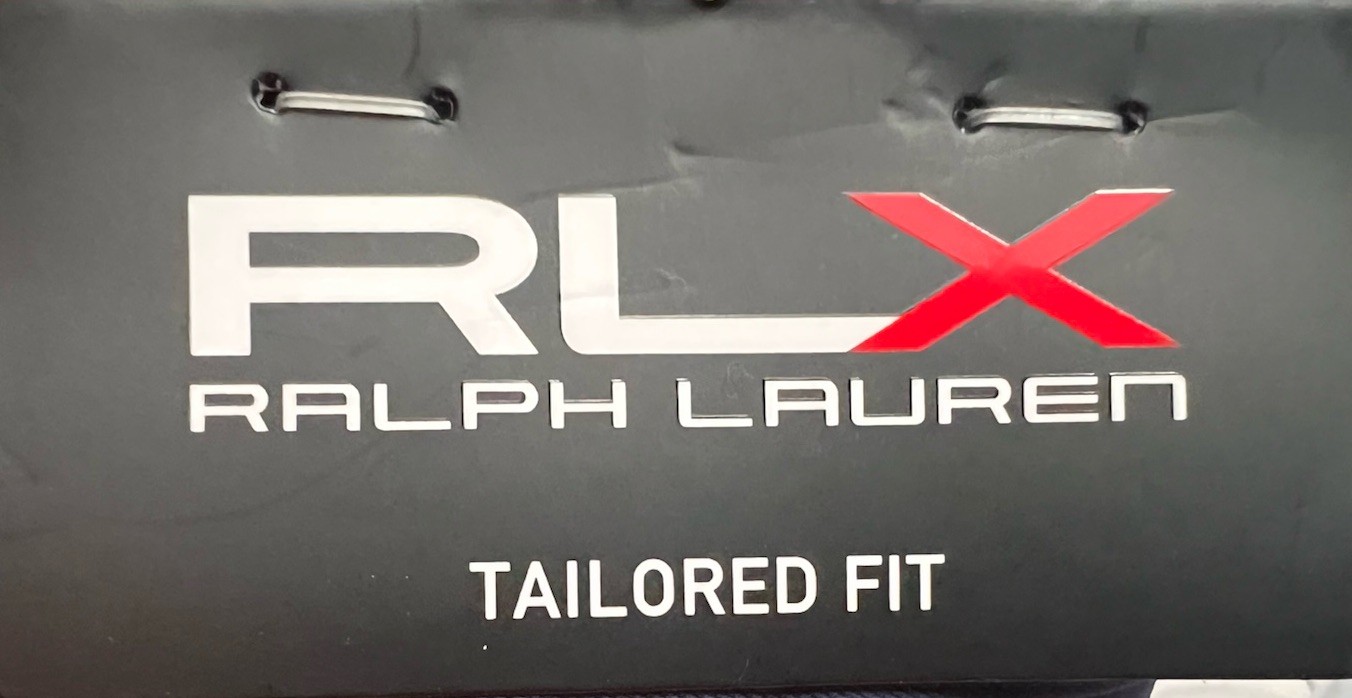 RLX
RALPH LAUREN
TAILORED FIT